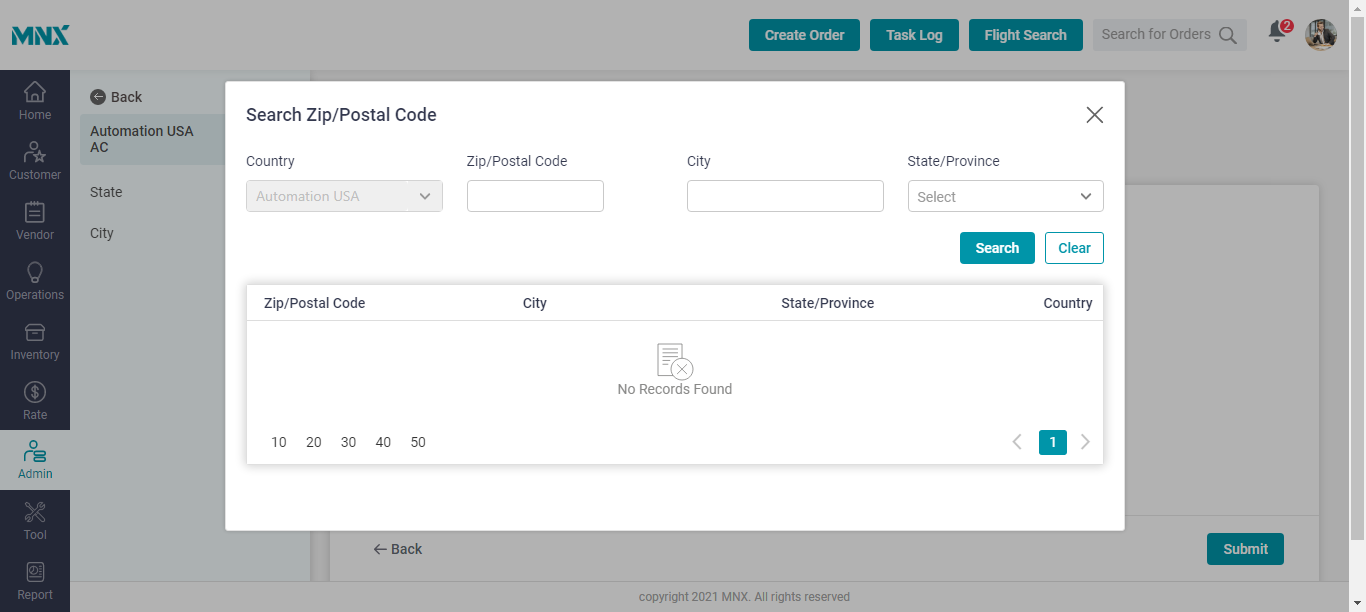 MNX
Create Order
Task Log
Flight Search
Search for Orders
2
Home
Customer
Vendor
Operations
Inventory
Rate
Admin
Tool
Report
Back
Automation USA
AC
State
City
Search Zip/Postal Code
Country
Zip/Postal Code
City
State/Province
Automation USA
Select
Search
Clear
Zip/Postal Code
City
State/Province
Country
No Records Found
10
20
30
40
50
1
Back
Submit
copyright 2021 MNX. All rights reserved